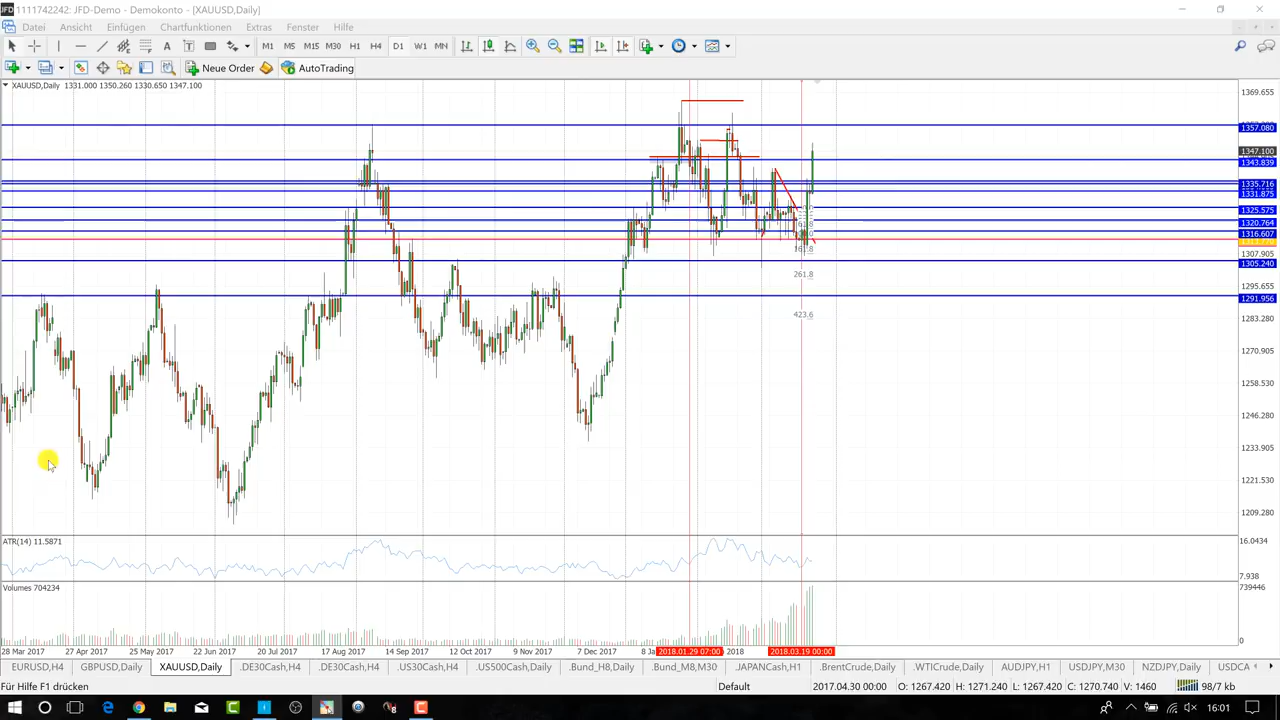 1111742242: JFD-Demo - Demokonto - [XAUUSD,Daily]
Datei Ansicht Einfügen Chartfunktionen Extras Fenster Hilfe
M1 M5 M15 M30 H1 H4 D1 W1 MN
New Order AutoTrading
XAUUSD,Daily 1331.000 1350.260 1330.650 1347.100
1369.655
1357.080
1347.100
1343.839
1335.716
1331.875
1325.575
1320.764
1316.607
1307.905
1305.240
1295.655
1291.956
1283.280
1270.905
1258.530
1246.280
1233.905
1221.530
1209.280
261.8
423.6
ATR(14) 11.5871
16.0434
7.938
Volumes 704234
739446
0
28 Mar 2017 27 Apr 2017 25 May 2017 22 Jun 2017 20 Jul 2017 17 Aug 2017 14 Sep 2017 12 Oct 2017 9 Nov 2017 7 Dec 2017 8 Ja 2018.01.29 07:00 2018 2018.03.19 00:00
EURUSD,H4 GBPUSD,Daily XAUUSD,Daily .DE30Cash,H4 .DE30Cash,H4 .US30Cash,H4 .US500Cash,Daily .Bund_H8,Daily .Bund_M8,M30 .JAPANCash,H1 .BrentCrude,Daily .WTICrude,Daily AUDJPY,H1 USDJPY,M30 NZDJPY,Daily USDCA
Für Hilfe F1 drücken Default 2017.04.30 00:00 O: 1267.420 H: 1271.240 L: 1267.420 C: 1270.740 V: 1460 98/7 kb
16:01